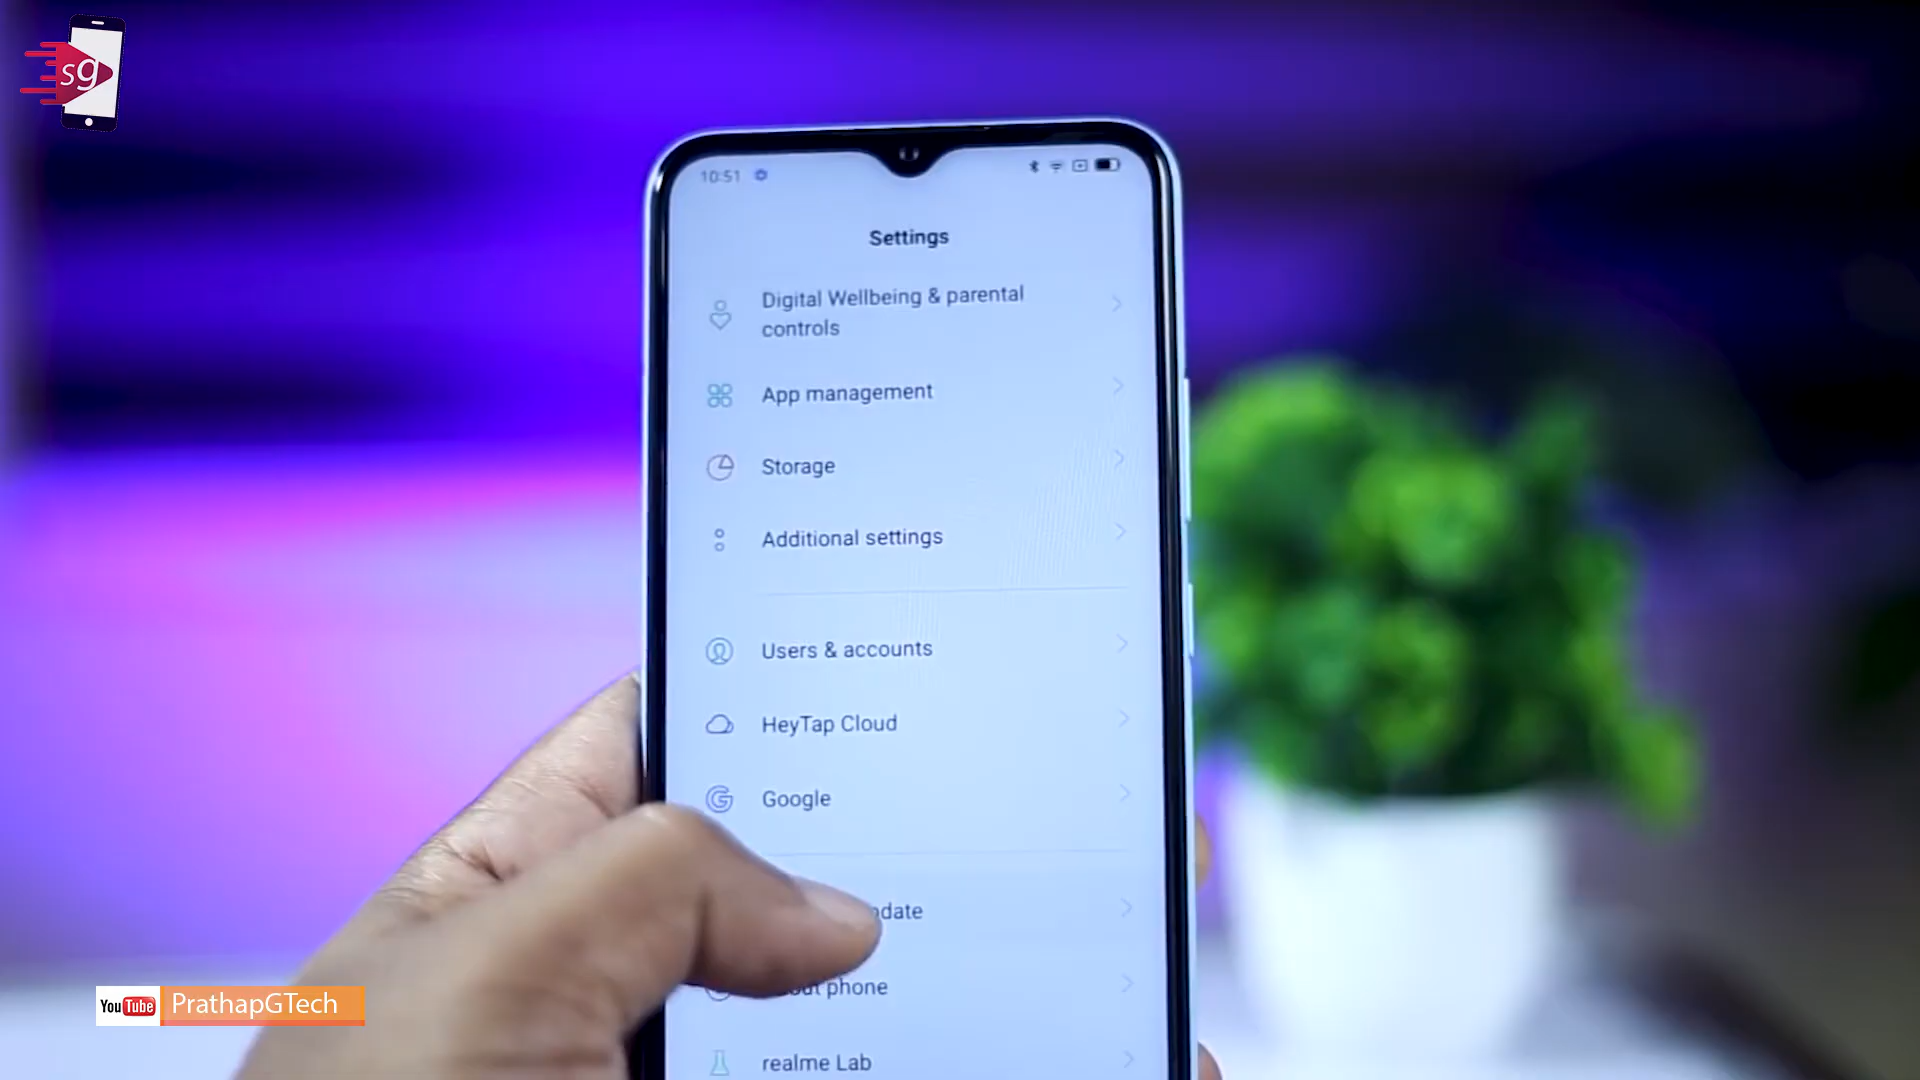 sg
10:51
Settings
Digital Wellbeing & parental
controls
App management
Storage
Additional settings
Users & accounts
HeyTap Cloud
Google
phone
realme Lab
YouTube PrathapGTech